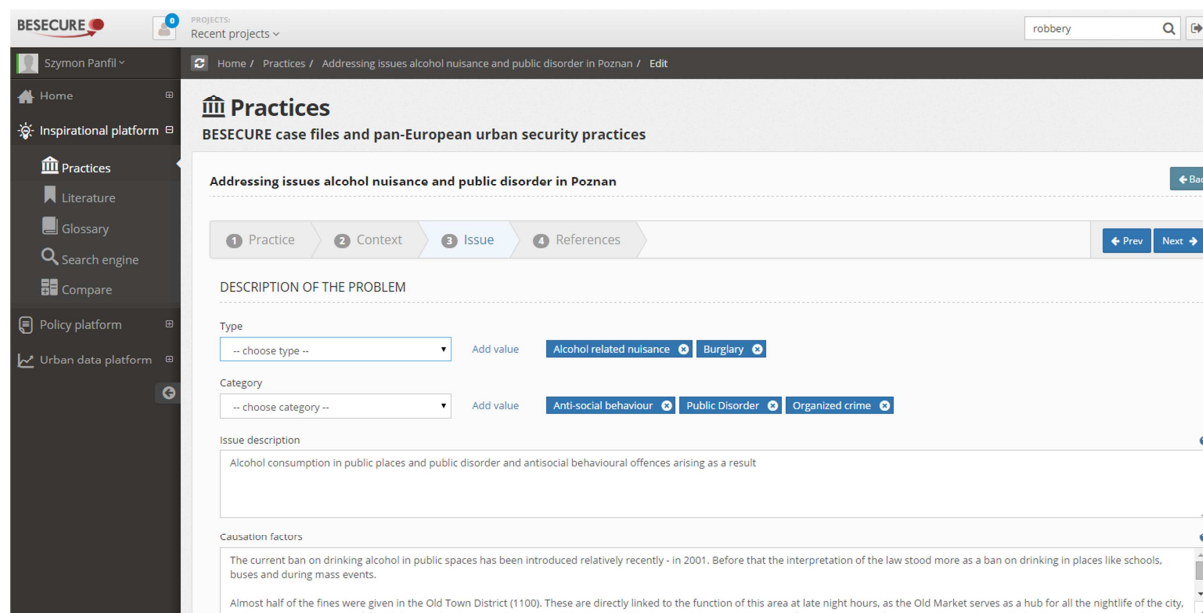 BESECURE
0
PROJECTS:
Recent projects
robbery
Szymon Panfil
Home / Practices / Addressing issues alcohol nuisance and public disorder in Poznan / Edit
Home
Inspirational platform
Practices
Literature
Glossary
Search engine
Compare
Policy platform
Urban data platform
Practices
BESECURE case files and pan-European urban security practices
Addressing issues alcohol nuisance and public disorder in Poznan
Bac
1 Practice
2 Context
3 Issue
4 References
Prev
Next
DESCRIPTION OF THE PROBLEM
Type
-- choose type --
Add value
Alcohol related nuisance
Burglary
Category
-- choose category --
Add value
Anti-social behaviour
Public Disorder
Organized crime
Issue description
Alcohol consumption in public places and public disorder and antisocial behavioural offences arising as a result
Causation factors
The current ban on drinking alcohol in public spaces has been introduced relatively recently - in 2001. Before that the interpretation of the law stood more as a ban on drinking in places like schools,
buses and during mass events.
Almost half of the fines were given in the Old Town District (1100). These are directly linked to the function of this area at late night hours, as the Old Market serves as a hub for all the nightlife of the city,